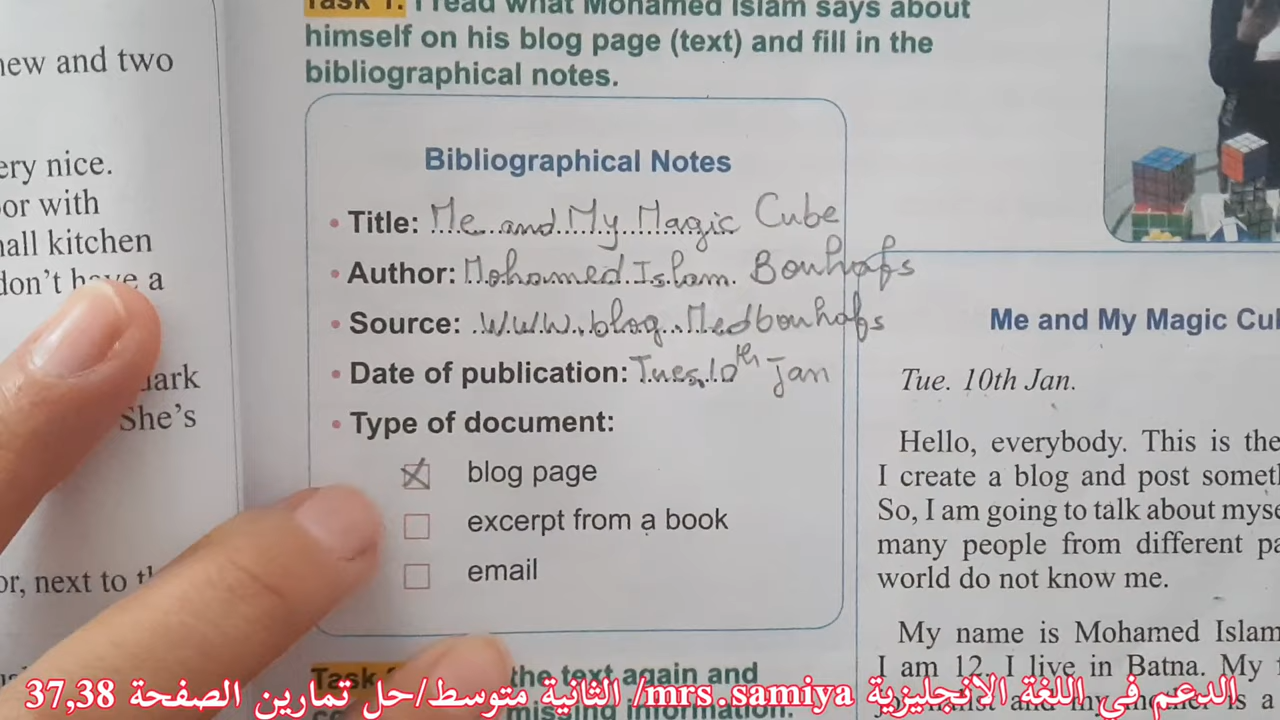 new and two
ery nice.
or with
nall kitchen
don't have a
dark
She's
or, next to
Task 1. I read what Mohamed Islam says about
himself on his blog page (text) and fill in the
bibliographical notes.
Bibliographical Notes
• Title: Me and My Magic Cube
• Author: Mohamed Islam Bouhafs
• Source: www.blog.Medbouhafs
• Date of publication: Tues, 10th Jan
• Type of document:
blog page
excerpt from a book
email
Task the text again and
missing information.
Me and My Magic Cu
Tue. 10th Jan.
Hello, everybody. This is the
I create a blog and post somet
So, I am going to talk about myse
many people from different pa
world do not know me.
My name is Mohamed Islam
I am 12. I live in Batna. My
الدعم في اللغة الانجليزية mrs.samiya/ الثانية متوسط/حل تمارين الصفحة 37,38